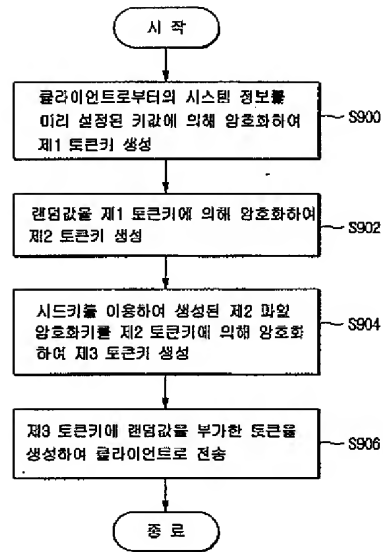 시 작
클라이언트로부터의 시스템 정보를
미리 설정된 키값에 의해 암호화하여
제1 토큰키 생성
S900
랜덤값을 제1 토큰키에 의해 암호화하여
제2 토큰키 생성
S902
시드키를 이용하여 생성된 제2 파일
암호화키를 제2 토큰키에 의해 암호화
하여 제3 토큰키 생성
S904
제3 토큰키에 랜덤값을 부가한 토큰을
생성하여 클라이언트로 전송
S906
종 료